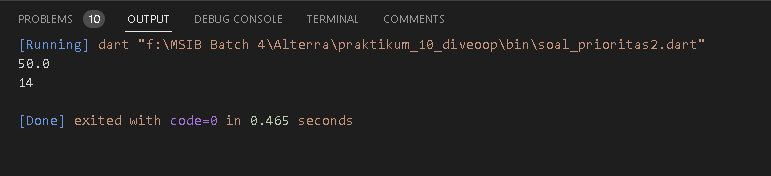 PROBLEMS 10 OUTPUT DEBUG CONSOLE TERMINAL COMMENTS
[Running] dart "f:\MSIB Batch 4\Alterra\praktikum_10_diveoop\bin\soal_prioritas2.dart"
50.0
14
[Done] exited with code=0 in 0.465 seconds